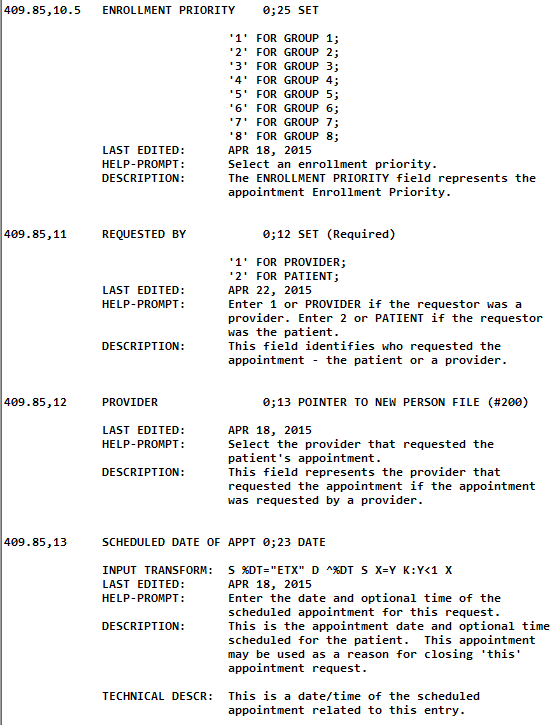 409.85,10.5 ENROLLMENT PRIORITY 0;25 SET
'1' FOR GROUP 1;
'2' FOR GROUP 2;
'3' FOR GROUP 3;
'4' FOR GROUP 4;
'5' FOR GROUP 5;
'6' FOR GROUP 6;
'7' FOR GROUP 7;
'8' FOR GROUP 8;
LAST EDITED: APR 18, 2015
HELP-PROMPT: Select an enrollment priority.
DESCRIPTION: The ENROLLMENT PRIORITY field represents the
appointment Enrollment Priority.
409.85,11 REQUESTED BY 0;12 SET (Required)
'1' FOR PROVIDER;
'2' FOR PATIENT;
LAST EDITED: APR 22, 2015
HELP-PROMPT: Enter 1 or PROVIDER if the requestor was a
provider. Enter 2 or PATIENT if the requestor
was the patient.
DESCRIPTION: This field identifies who requested the
appointment - the patient or a provider.
409.85,12 PROVIDER 0;13 POINTER TO NEW PERSON FILE (#200)
LAST EDITED: APR 18, 2015
HELP-PROMPT: Select the provider that requested the
patient's appointment.
DESCRIPTION: This field represents the provider that
requested the appointment if the appointment
was requested by a provider.
409.85,13 SCHEDULED DATE OF APPT 0;23 DATE
INPUT TRANSFORM: S %DT="ETX" D ^%DT S X=Y K:Y<1 X
LAST EDITED: APR 18, 2015
HELP-PROMPT: Enter the date and optional time of the
scheduled appointment for this request.
DESCRIPTION: This is the appointment date and optional time
scheduled for the patient. This appointment
may be used as a reason for closing 'this'
appointment request.
TECHNICAL DESCR: This is a date/time of the scheduled
appointment related to this entry.